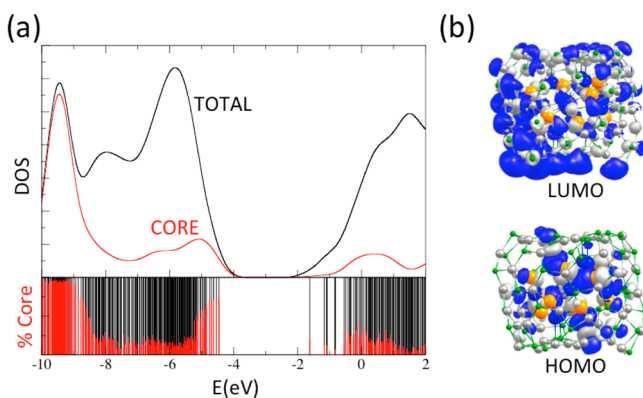 (a)
(b)
DOS
TOTAL
CORE
% Core
-10 -8 -6 -4 -2 0 2
E(eV)
LUMO
HOMO